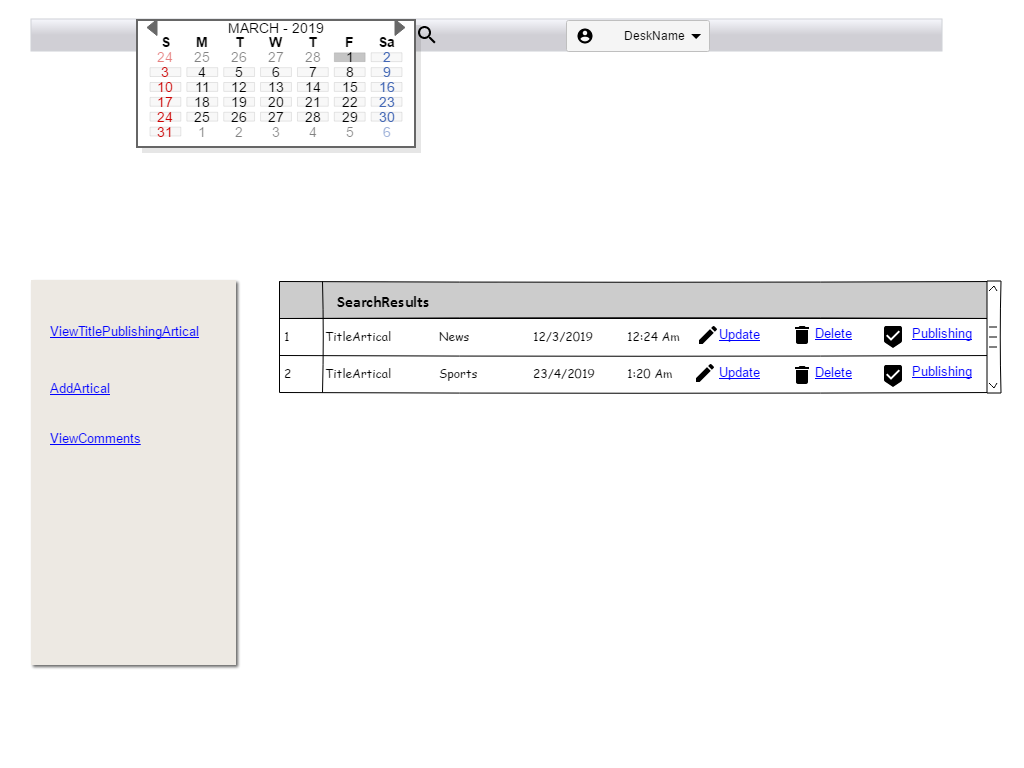 MARCH - 2019
S M T W T F Sa
24 25 26 27 28 1 2
3 4 5 6 7 8 9
10 11 12 13 14 15 16
17 18 19 20 21 22 23
24 25 26 27 28 29 30
31 1 2 3 4 5 6
DeskName
ViewTitlePublishingArtical
AddArtical
ViewComments
SearchResults
1 TitleArtical News 12/3/2019 12:24 Am Update Delete Publishing
2 TitleArtical Sports 23/4/2019 1:20 Am Update Delete Publishing